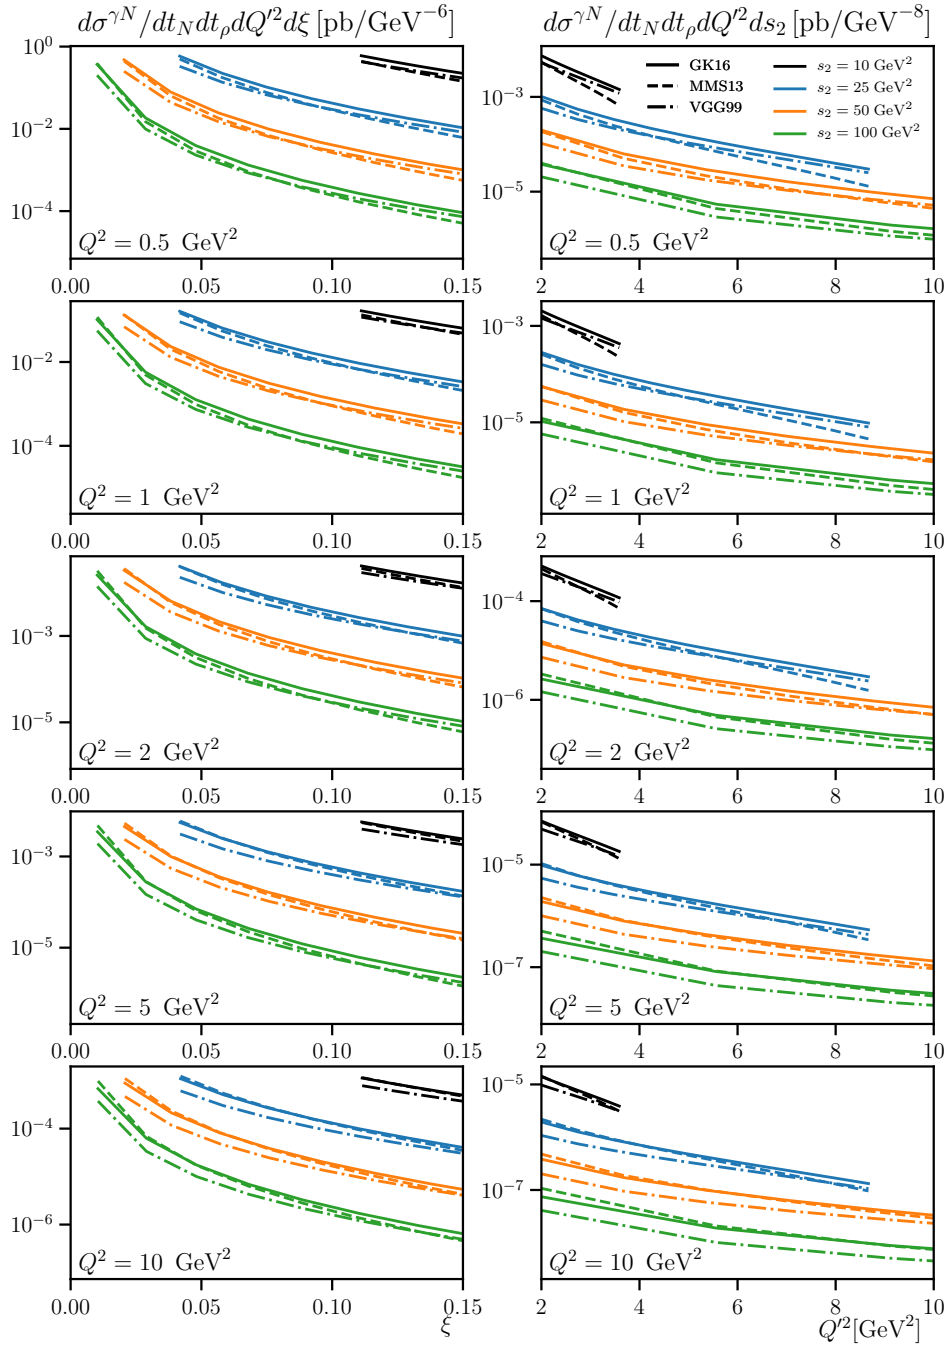 dσ^{γN}/dt_N dt_ρ dQ'^2 dξ [pb/GeV^{-6}]
dσ^{γN}/dt_N dt_ρ dQ'^2 ds_2 [pb/GeV^{-8}]
10^0
10^{-2}
10^{-4}
Q^2 = 0.5 GeV^2
0.00 0.05 0.10 0.15
GK16
MMS13
VGG99
s_2 = 10 GeV^2
s_2 = 25 GeV^2
s_2 = 50 GeV^2
s_2 = 100 GeV^2
10^{-3}
10^{-5}
Q^2 = 0.5 GeV^2
2 4 6 8 10
10^{-2}
10^{-4}
Q^2 = 1 GeV^2
0.00 0.05 0.10 0.15
10^{-3}
10^{-5}
Q^2 = 1 GeV^2
2 4 6 8 10
10^{-3}
10^{-5}
Q^2 = 2 GeV^2
0.00 0.05 0.10 0.15
10^{-4}
10^{-6}
Q^2 = 2 GeV^2
2 4 6 8 10
10^{-3}
10^{-5}
Q^2 = 5 GeV^2
0.00 0.05 0.10 0.15
10^{-5}
10^{-7}
Q^2 = 5 GeV^2
2 4 6 8 10
10^{-4}
10^{-6}
Q^2 = 10 GeV^2
0.00 0.05 0.10 0.15
ξ
10^{-5}
10^{-7}
Q^2 = 10 GeV^2
2 4 6 8 10
Q'^2[GeV^2]